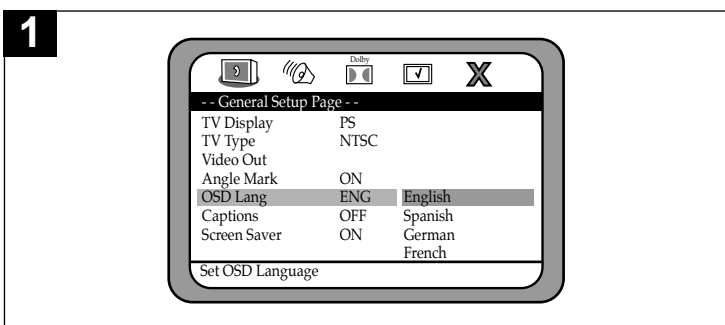 1
Dolby
- - General Setup Page - -
TV Display PS
TV Type NTSC
Video Out
Angle Mark ON
OSD Lang ENG English
Captions OFF Spanish
Screen Saver ON German
French
Set OSD Language